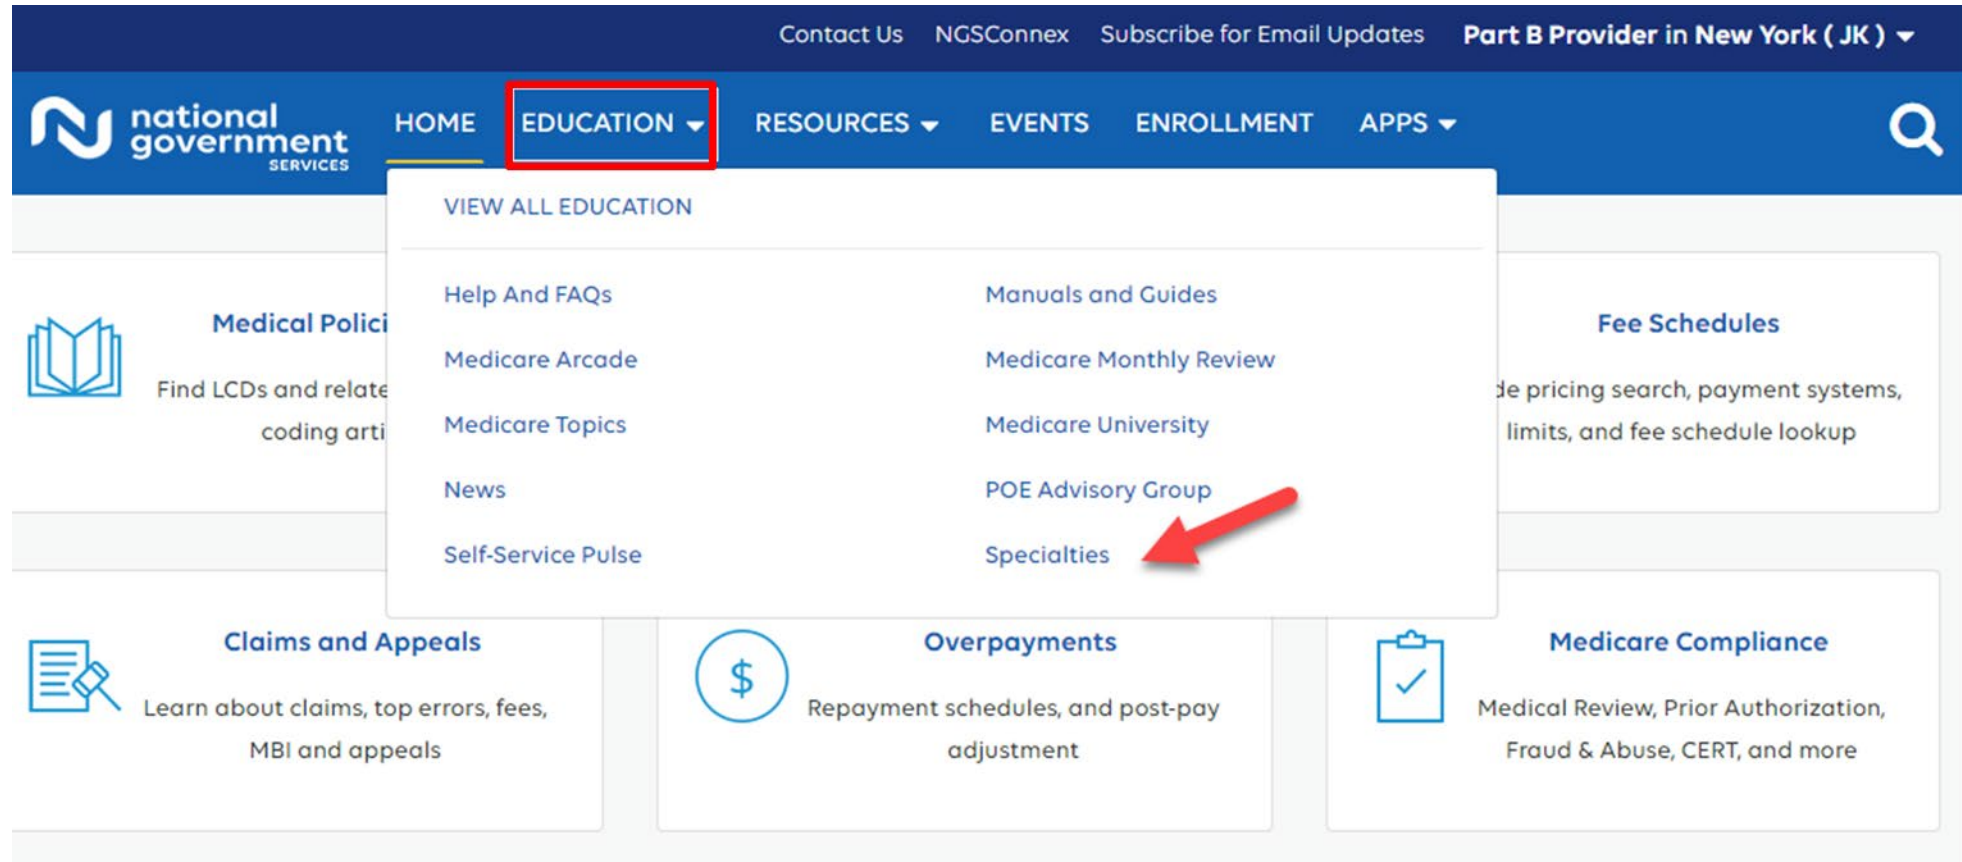 Contact Us NGSConnex Subscribe for Email Updates Part B Provider in New York ( JK )
national
government
SERVICES
HOME EDUCATION RESOURCES EVENTS ENROLLMENT APPS
VIEW ALL EDUCATION
Help And FAQs Manuals and Guides
Medicare Arcade Medicare Monthly Review
Medicare Topics Medicare University
News POE Advisory Group
Self-Service Pulse Specialties
Medical Polici
Find LCDs and relate
coding arti
Fee Schedules
de pricing search, payment systems,
limits, and fee schedule lookup
Claims and Appeals
Learn about claims, top errors, fees,
MBI and appeals
$
Overpayments
Repayment schedules, and post-pay
adjustment
Medicare Compliance
Medical Review, Prior Authorization,
Fraud & Abuse, CERT, and more